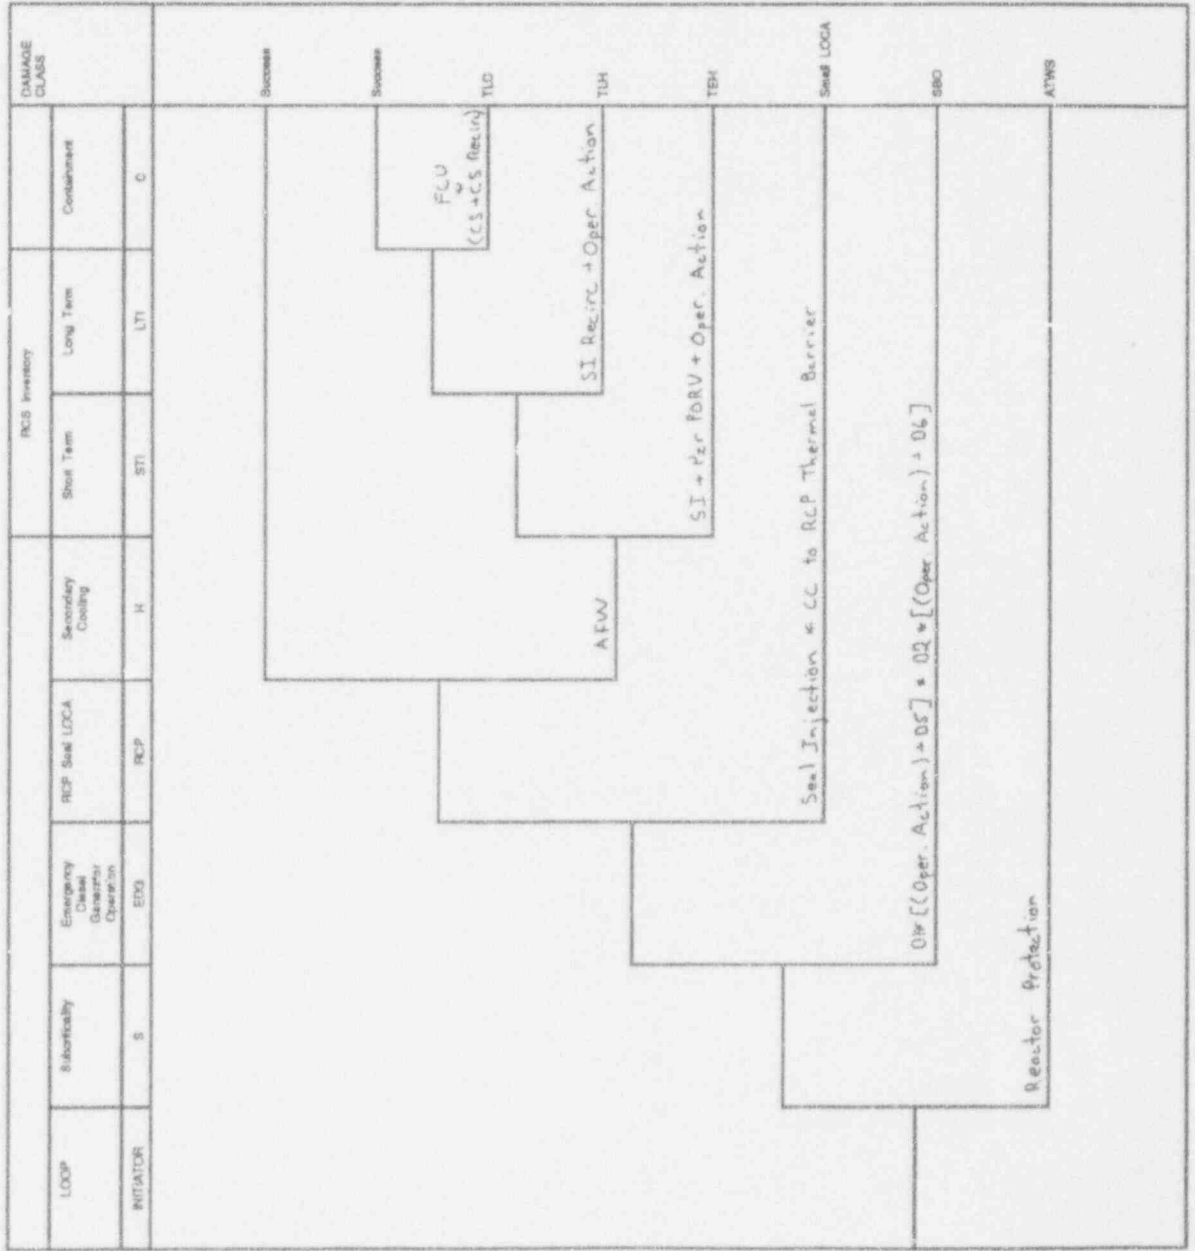 LOOP
Subcriticality
Emergency
Diesel
Generator
Operation
RCP Seal LOCA
Secondary
Cooling
RCS Inventory
Short Term
Long Term
Containment
DAMAGE
CLASS
INITIATOR
S
EDG
RCP
H
STI
LTI
C
Success
Success
FCU
(CS + CS Recirc)
TLC
SI Recirc + Oper Action
TLH
AFW
SI + Pzr PORV + Oper. Action
TEH
Seal Injection * CC to RCP Thermal Barrier
Seal LOCA
[(Oper. Action) + D5] * D2 * [(Oper. Action) + D6]
SBO
Reactor Protection
ATWS